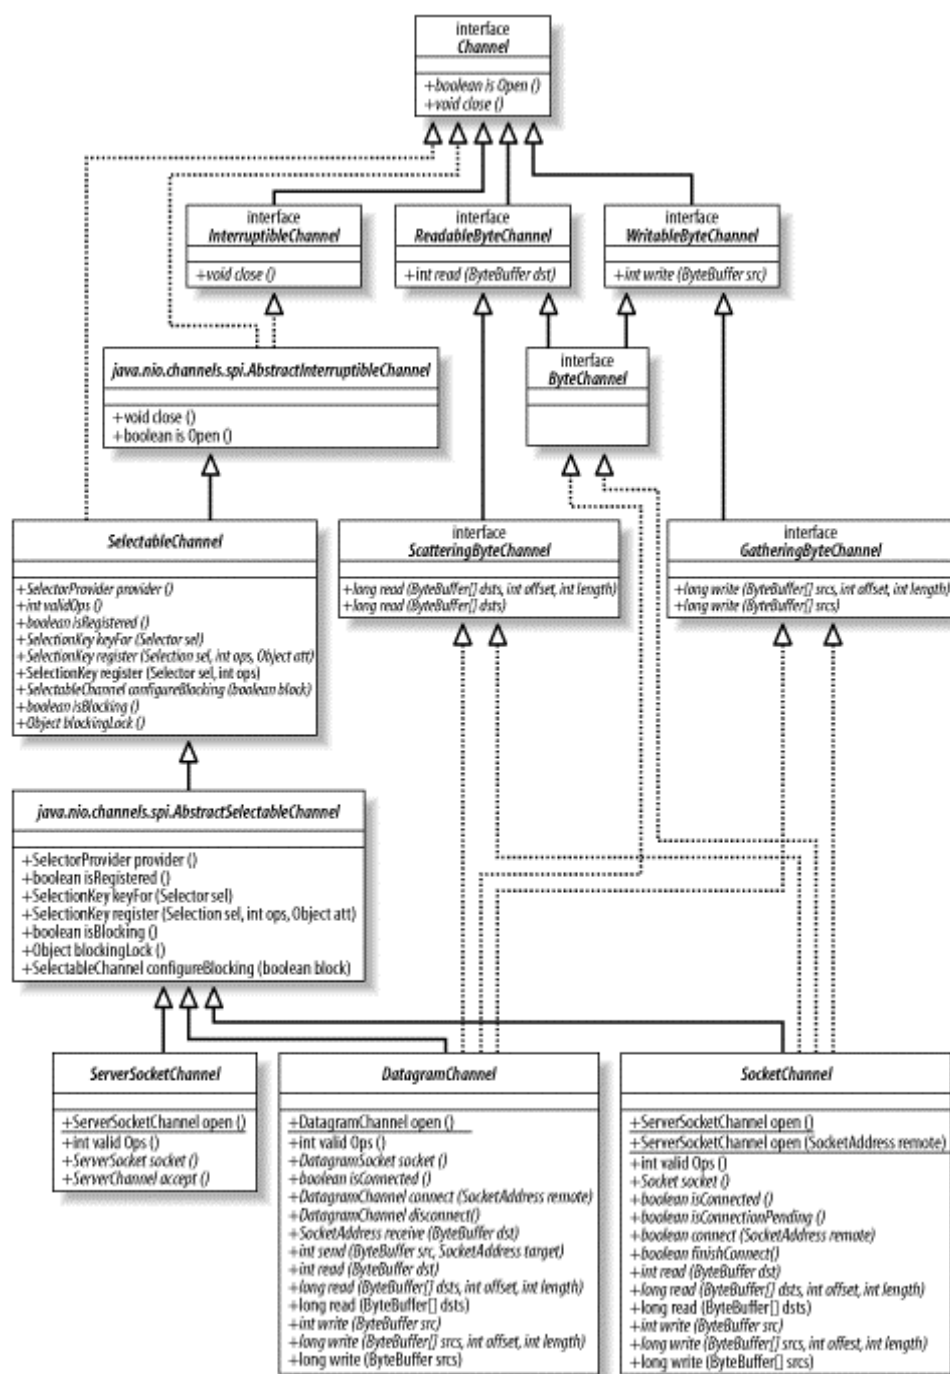 interface
Channel
+boolean is Open ()
+void close ()
interface
InterruptibleChannel
+void close ()
interface
ReadableByteChannel
+int read (ByteBuffer dst)
interface
WritableByteChannel
+int write (ByteBuffer src)
java.nio.channels.spi.AbstractInterruptibleChannel
+void close ()
+boolean is Open ()
interface
ByteChannel
SelectableChannel
+SelectorProvider provider ()
+int validOps ()
+boolean isRegistered ()
+SelectionKey keyFor (Selector sel)
+SelectionKey register (Selection sel, int ops, Object att)
+SelectionKey register (Selector sel, int ops)
+SelectableChannel configureBlocking (boolean block)
+boolean isBlocking ()
+Object blockingLock ()
interface
ScatteringByteChannel
+long read (ByteBuffer[] dsts, int offset, int length)
+long read (ByteBuffer[] dsts)
interface
GatheringByteChannel
+long write (ByteBuffer[] srcs, int offset, int length)
+long write (ByteBuffer[] srcs)
java.nio.channels.spi.AbstractSelectableChannel
+SelectorProvider provider ()
+boolean isRegistered ()
+SelectionKey keyFor (Selector sel)
+SelectionKey register (Selection sel, int ops, Object att)
+boolean isBlocking ()
+Object blockingLock ()
+SelectableChannel configureBlocking (boolean block)
ServerSocketChannel
+ServerSocketChannel open ()
+int valid Ops ()
+ServerSocket socket ()
+ServerChannel accept ()
DatagramChannel
+DatagramChannel open ()
+int valid Ops ()
+DatagramSocket socket ()
+boolean isConnected ()
+DatagramChannel connect (SocketAddress remote)
+DatagramChannel disconnect()
+SocketAddress receive (ByteBuffer dst)
+int send (ByteBuffer src, SocketAddress target)
+int read (ByteBuffer dst)
+long read (ByteBuffer[] dsts, int offset, int length)
+long read (ByteBuffer[] dsts)
+int write (ByteBuffer src)
+long write (ByteBuffer[] srcs, int offset, int length)
+long write (ByteBuffer srcs)
SocketChannel
+ServerSocketChannel open ()
+ServerSocketChannel open (SocketAddress remote)
+int valid Ops ()
+Socket socket ()
+boolean isConnected ()
+boolean isConnectionPending ()
+boolean connect (SocketAddress remote)
+boolean finishConnect()
+int read (ByteBuffer dst)
+long read (ByteBuffer[] dsts, int offset, int length)
+long read (ByteBuffer[] dsts)
+int write (ByteBuffer src)
+long write (ByteBuffer[] srcs, int offest, int length)
+long write (ByteBuffer[] srcs)